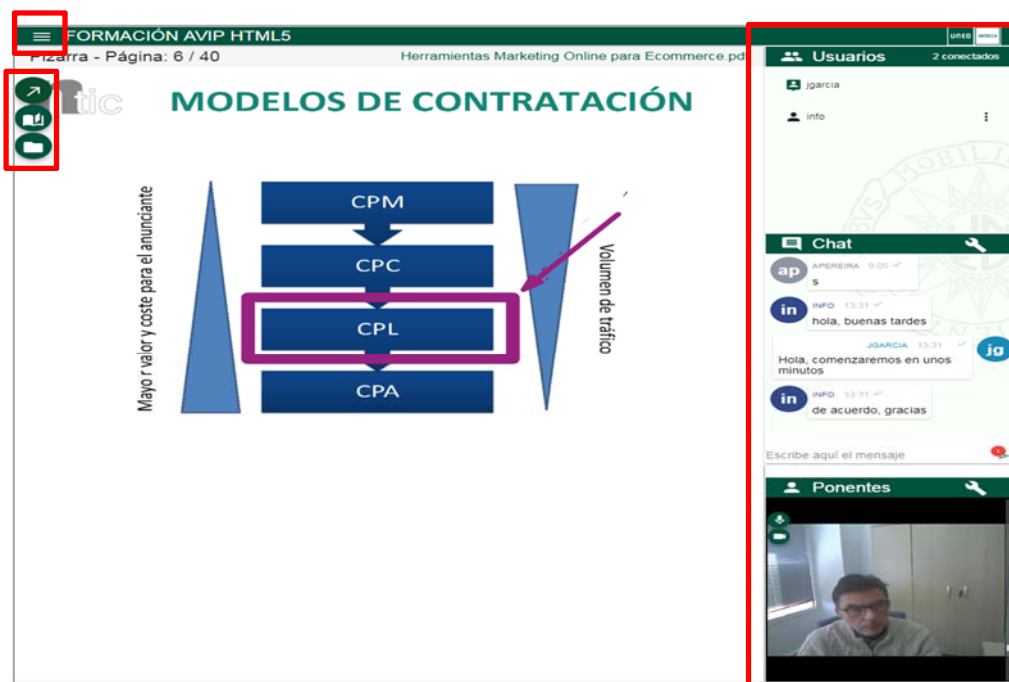 FORMACIÓN AVIP HTML5
UNED
Pizarra - Página: 6 / 40
Herramientas Marketing Online para Ecommerce.pd
tic
MODELOS DE CONTRATACIÓN
Mayo r valor y coste para el anunciante
CPM
CPC
CPL
CPA
Volumen de tráfico
Usuarios
2 conectados
jgarcia
info
Chat
ap
APEREIRA 9:05
s
in
INFO 13:31
hola, buenas tardes
JGARCIA 13:31
jg
Hola, comenzaremos en unos
minutos
in
INFO 13:31
de acuerdo, gracias
Escribe aquí el mensaje
Ponentes